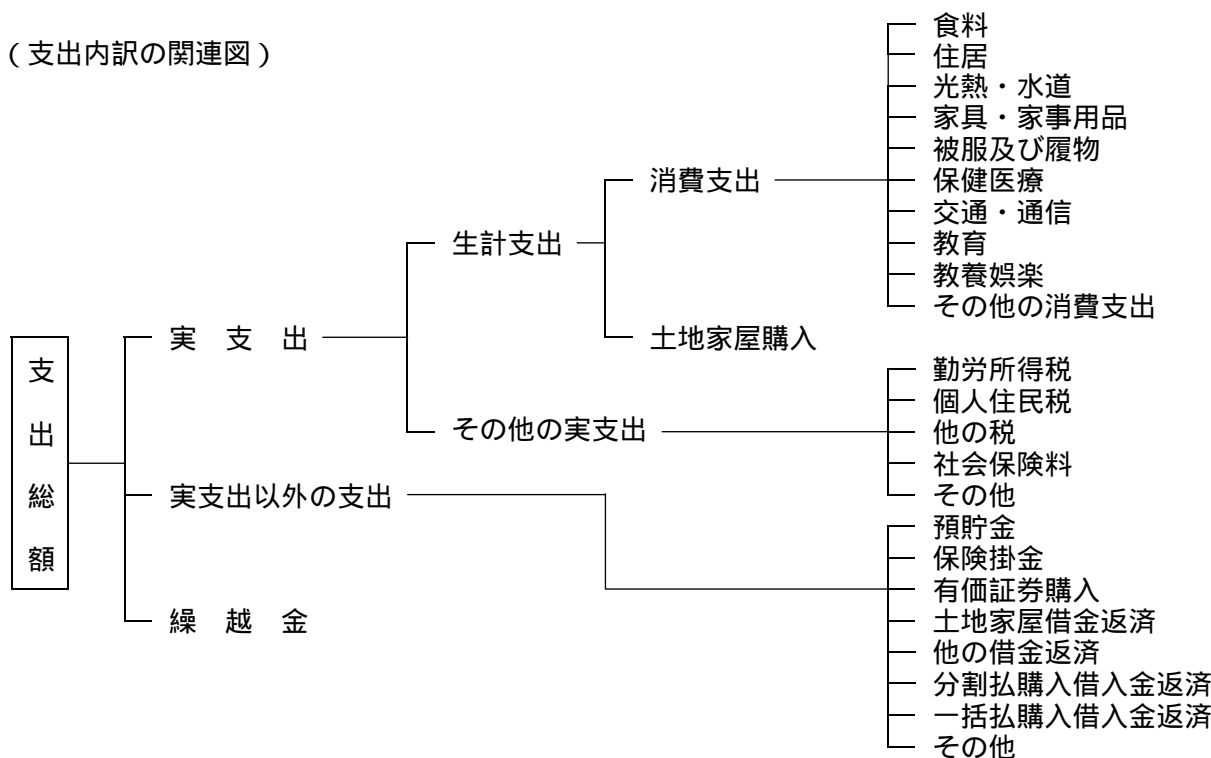 (支出内訳の関連図)
食料
住居
光熱・水道
家具・家事用品
被服及び履物
保健医療
交通・通信
教育
教養娯楽
その他の消費支出
消費支出
生計支出
土地家屋購入
実 支 出
支出総額
勤労所得税
個人住民税
他の税
社会保険料
その他
その他の実支出
実支出以外の支出
預貯金
保険掛金
有価証券購入
土地家屋借金返済
他の借金返済
分割払購入借入金返済
一括払購入借入金返済
その他
繰 越 金